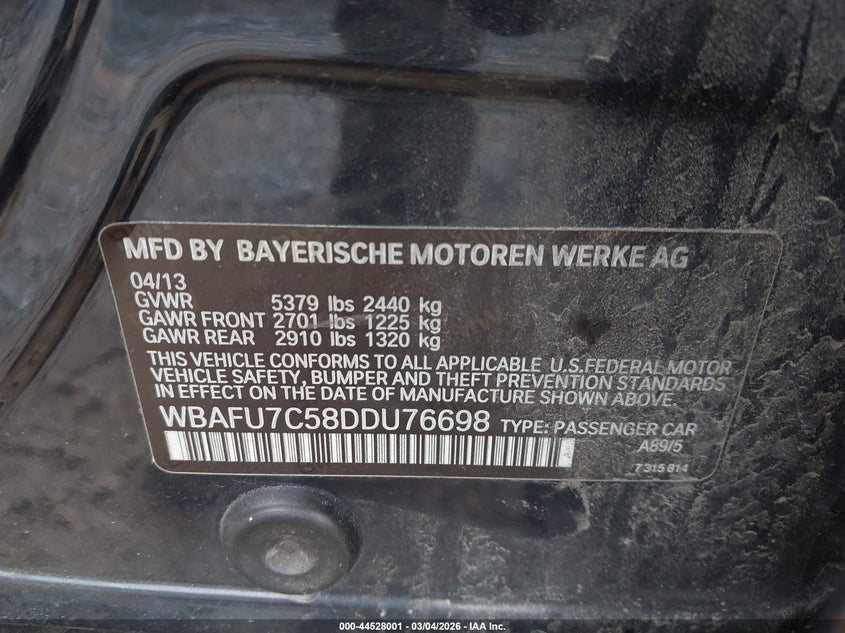 MFD BY BAYERISCHE MOTOREN WERKE AG
04/13
GVWR 5379 lbs 2440 kg
GAWR FRONT 2701 lbs 1225 kg
GAWR REAR 2910 lbs 1320 kg
THIS VEHICLE CONFORMS TO ALL APPLICABLE U.S.FEDERAL MOTOR
VEHICLE SAFETY, BUMPER AND THEFT PREVENTION STANDARDS
IN EFFECT ON THE DATE OF MANUFACTURE SHOWN ABOVE.
WBAFU7C58DDU76698 TYPE: PASSENGER CAR
A89/5
7 315 814
000-44528001 - 03/04/2026 - IAA Inc.